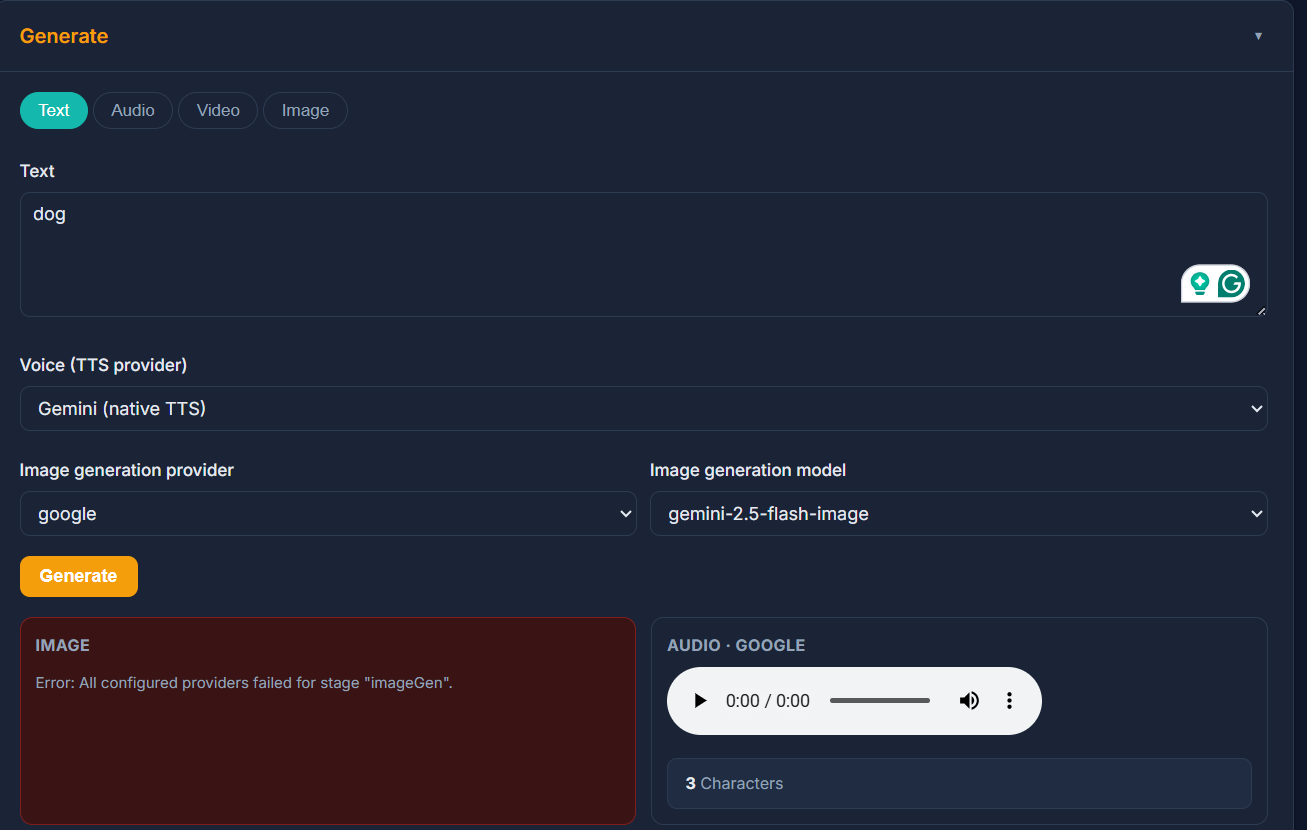 Generate
Text Audio Video Image
Text
dog
Voice (TTS provider)
Gemini (native TTS)
Image generation provider Image generation model
google gemini-2.5-flash-image
Generate
IMAGE
Error: All configured providers failed for stage "imageGen".
AUDIO · GOOGLE
0:00 / 0:00
3 Characters